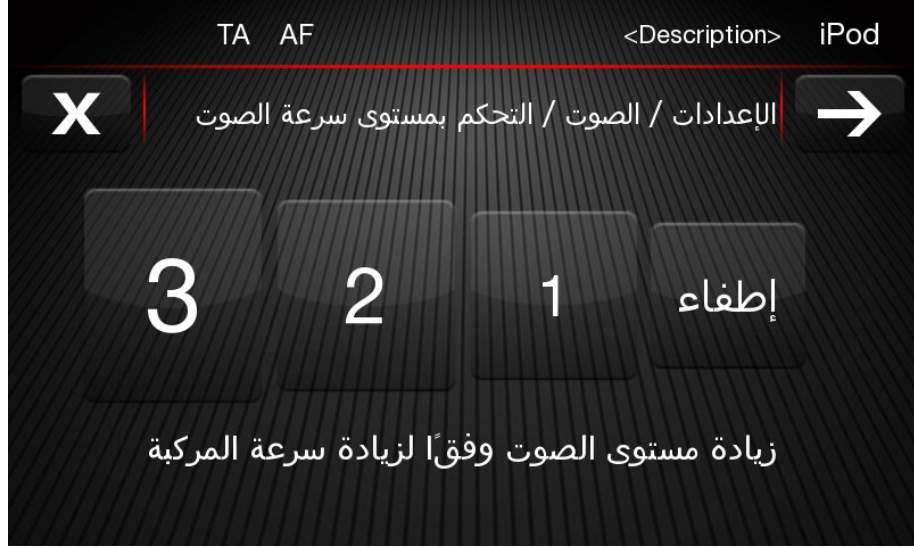 TA AF <Description> iPod
X الإعدادات / الصوت / التحكم بمستوى سرعة الصوت →
إطفاء 1 2 3
زيادة مستوى الصوت وفقًا لزيادة سرعة المركبة